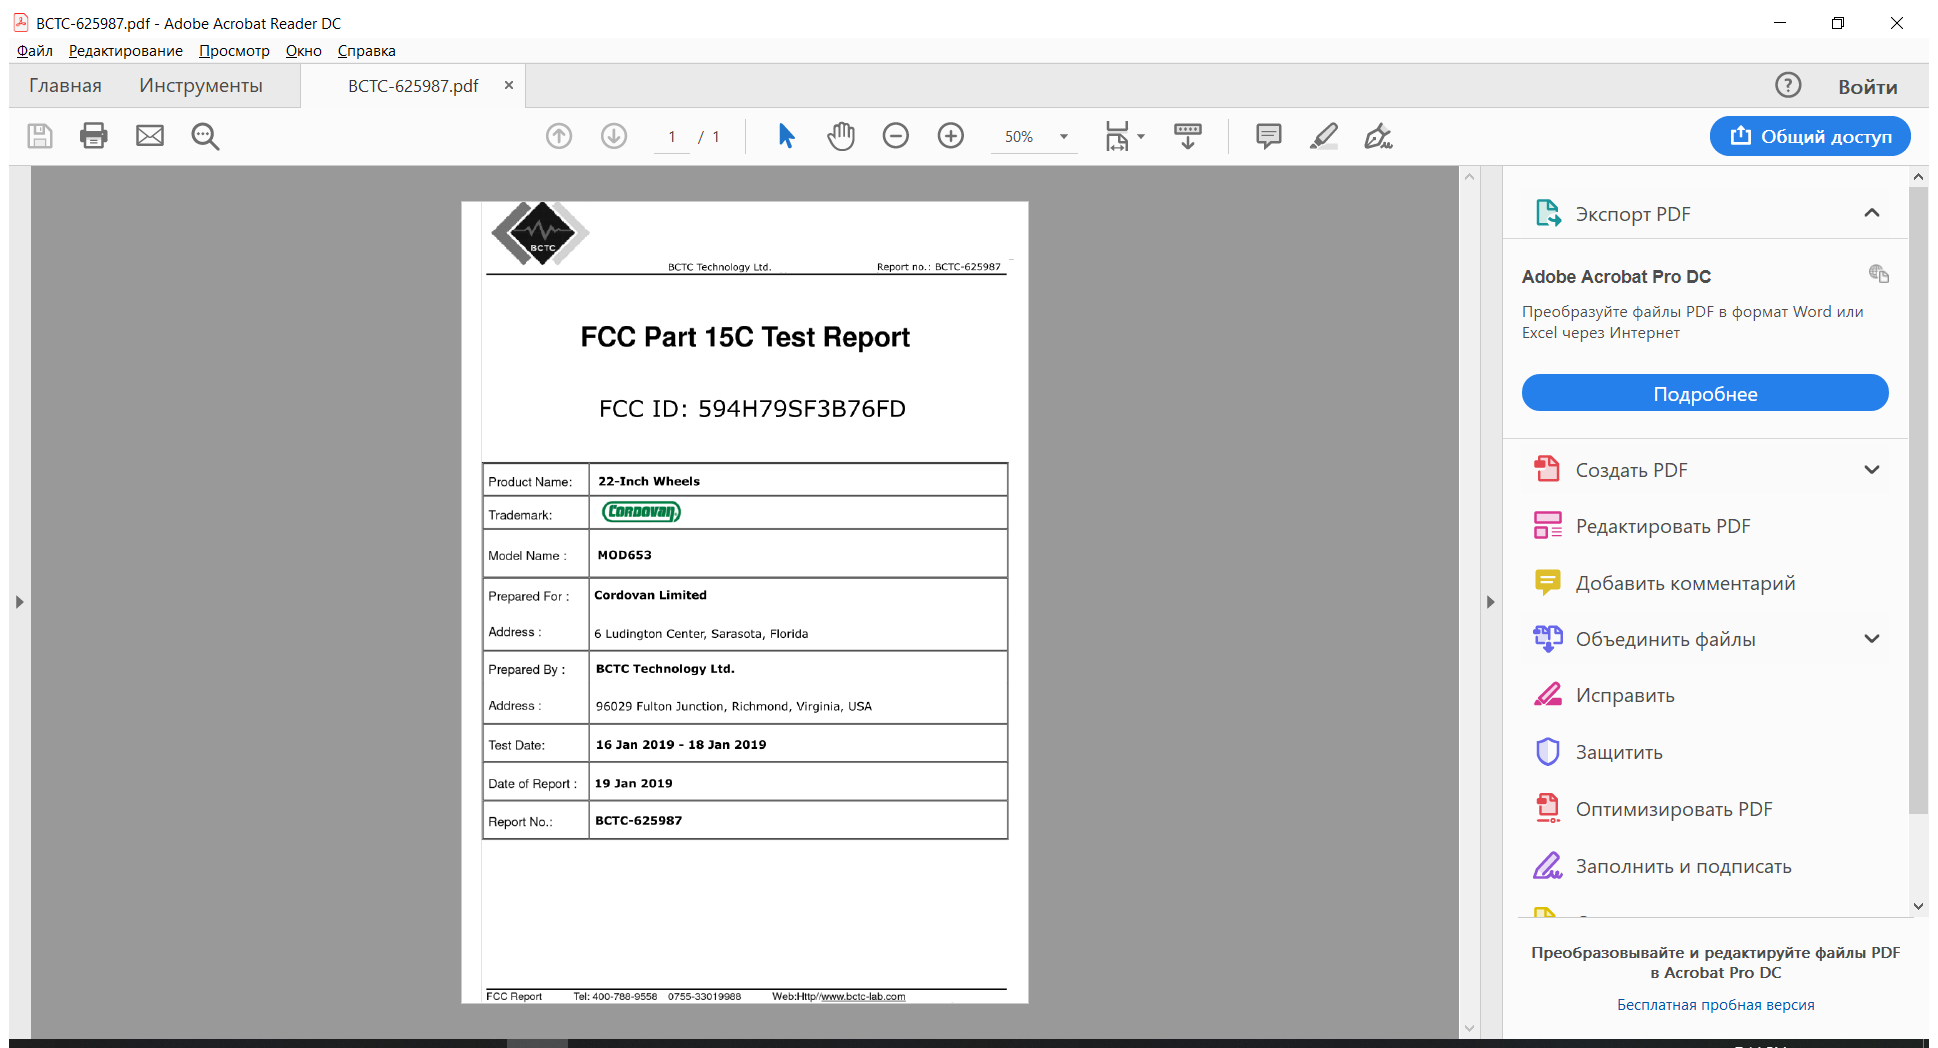 BCTC-625987.pdf - Adobe Acrobat Reader DC
Файл Редактирование Просмотр Окно Справка
Главная Инструменты BCTC-625987.pdf × ? Войти
1 / 1 50% Общий доступ
BCTC
BCTC Technology Ltd. Report no.: BCTC-625987
FCC Part 15C Test Report
FCC ID: 594H79SF3B76FD
Product Name: 22-Inch Wheels
Trademark: CORDOVAN
Model Name : MOD653
Prepared For : Cordovan Limited
Address : 6 Ludington Center, Sarasota, Florida
Prepared By : BCTC Technology Ltd.
Address : 96029 Fulton Junction, Richmond, Virginia, USA
Test Date: 16 Jan 2019 - 18 Jan 2019
Date of Report : 19 Jan 2019
Report No.: BCTC-625987
FCC Report Tel: 400-788-9558 0755-33019988 Web:Http//www.bctc-lab.com
Экспорт PDF
Adobe Acrobat Pro DC
Преобразуйте файлы PDF в формат Word или
Excel через Интернет
Подробнее
Создать PDF
Редактировать PDF
Добавить комментарий
Объединить файлы
Исправить
Защитить
Оптимизировать PDF
Заполнить и подписать
Преобразовывайте и редактируйте файлы PDF
в Acrobat Pro DC
Бесплатная пробная версия